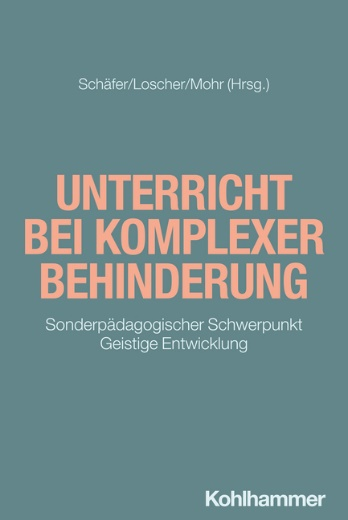 Schäfer/Loscher/Mohr (Hrsg.)
UNTERRICHT
BEI KOMPLEXER
BEHINDERUNG
Sonderpädagogischer Schwerpunkt
Geistige Entwicklung
Kohlhammer